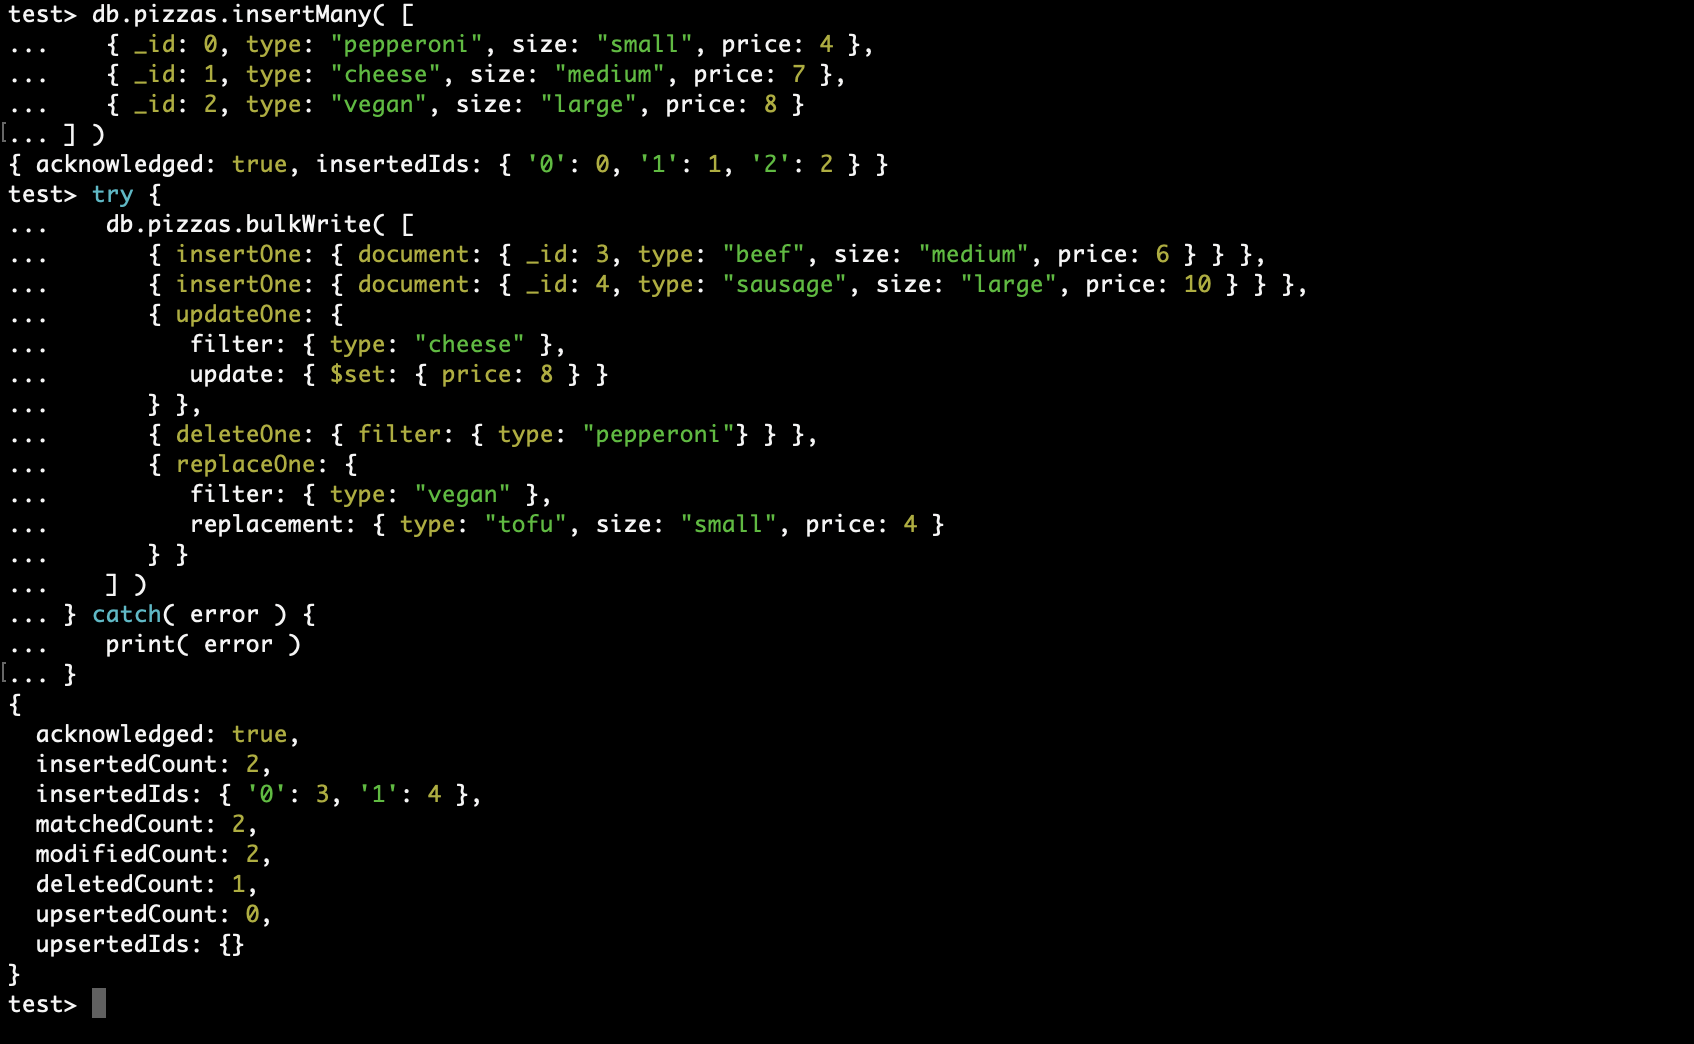 test> db.pizzas.insertMany( [
...    { _id: 0, type: "pepperoni", size: "small", price: 4 },
...    { _id: 1, type: "cheese", size: "medium", price: 7 },
...    { _id: 2, type: "vegan", size: "large", price: 8 }
[... ] )
{ acknowledged: true, insertedIds: { '0': 0, '1': 1, '2': 2 } }
test> try {
...    db.pizzas.bulkWrite( [
...       { insertOne: { document: { _id: 3, type: "beef", size: "medium", price: 6 } } },
...       { insertOne: { document: { _id: 4, type: "sausage", size: "large", price: 10 } } },
...       { updateOne: {
...          filter: { type: "cheese" },
...          update: { $set: { price: 8 } }
...       } },
...       { deleteOne: { filter: { type: "pepperoni"} } },
...       { replaceOne: {
...          filter: { type: "vegan" },
...          replacement: { type: "tofu", size: "small", price: 4 }
...       } }
...    ] )
... } catch( error ) {
...    print( error )
[... }
{
  acknowledged: true,
  insertedCount: 2,
  insertedIds: { '0': 3, '1': 4 },
  matchedCount: 2,
  modifiedCount: 2,
  deletedCount: 1,
  upsertedCount: 0,
  upsertedIds: {}
}
test>